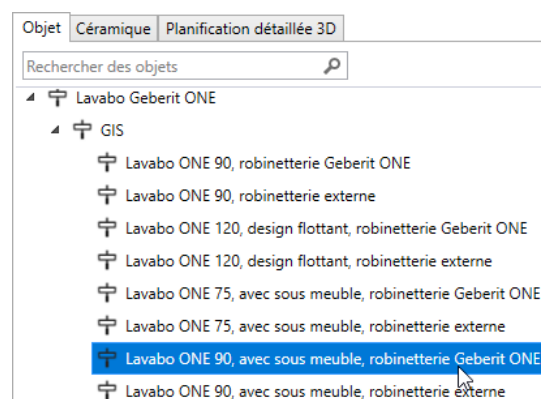 Objet Céramique Planification détaillée 3D
Rechercher des objets
Lavabo Geberit ONE
GIS
Lavabo ONE 90, robinetterie Geberit ONE
Lavabo ONE 90, robinetterie externe
Lavabo ONE 120, design flottant, robinetterie Geberit ONE
Lavabo ONE 120, design flottant, robinetterie externe
Lavabo ONE 75, avec sous meuble, robinetterie Geberit ONE
Lavabo ONE 75, avec sous meuble, robinetterie externe
Lavabo ONE 90, avec sous meuble, robinetterie Geberit ONE
Lavabo ONE 90, avec sous meuble, robinetterie externe